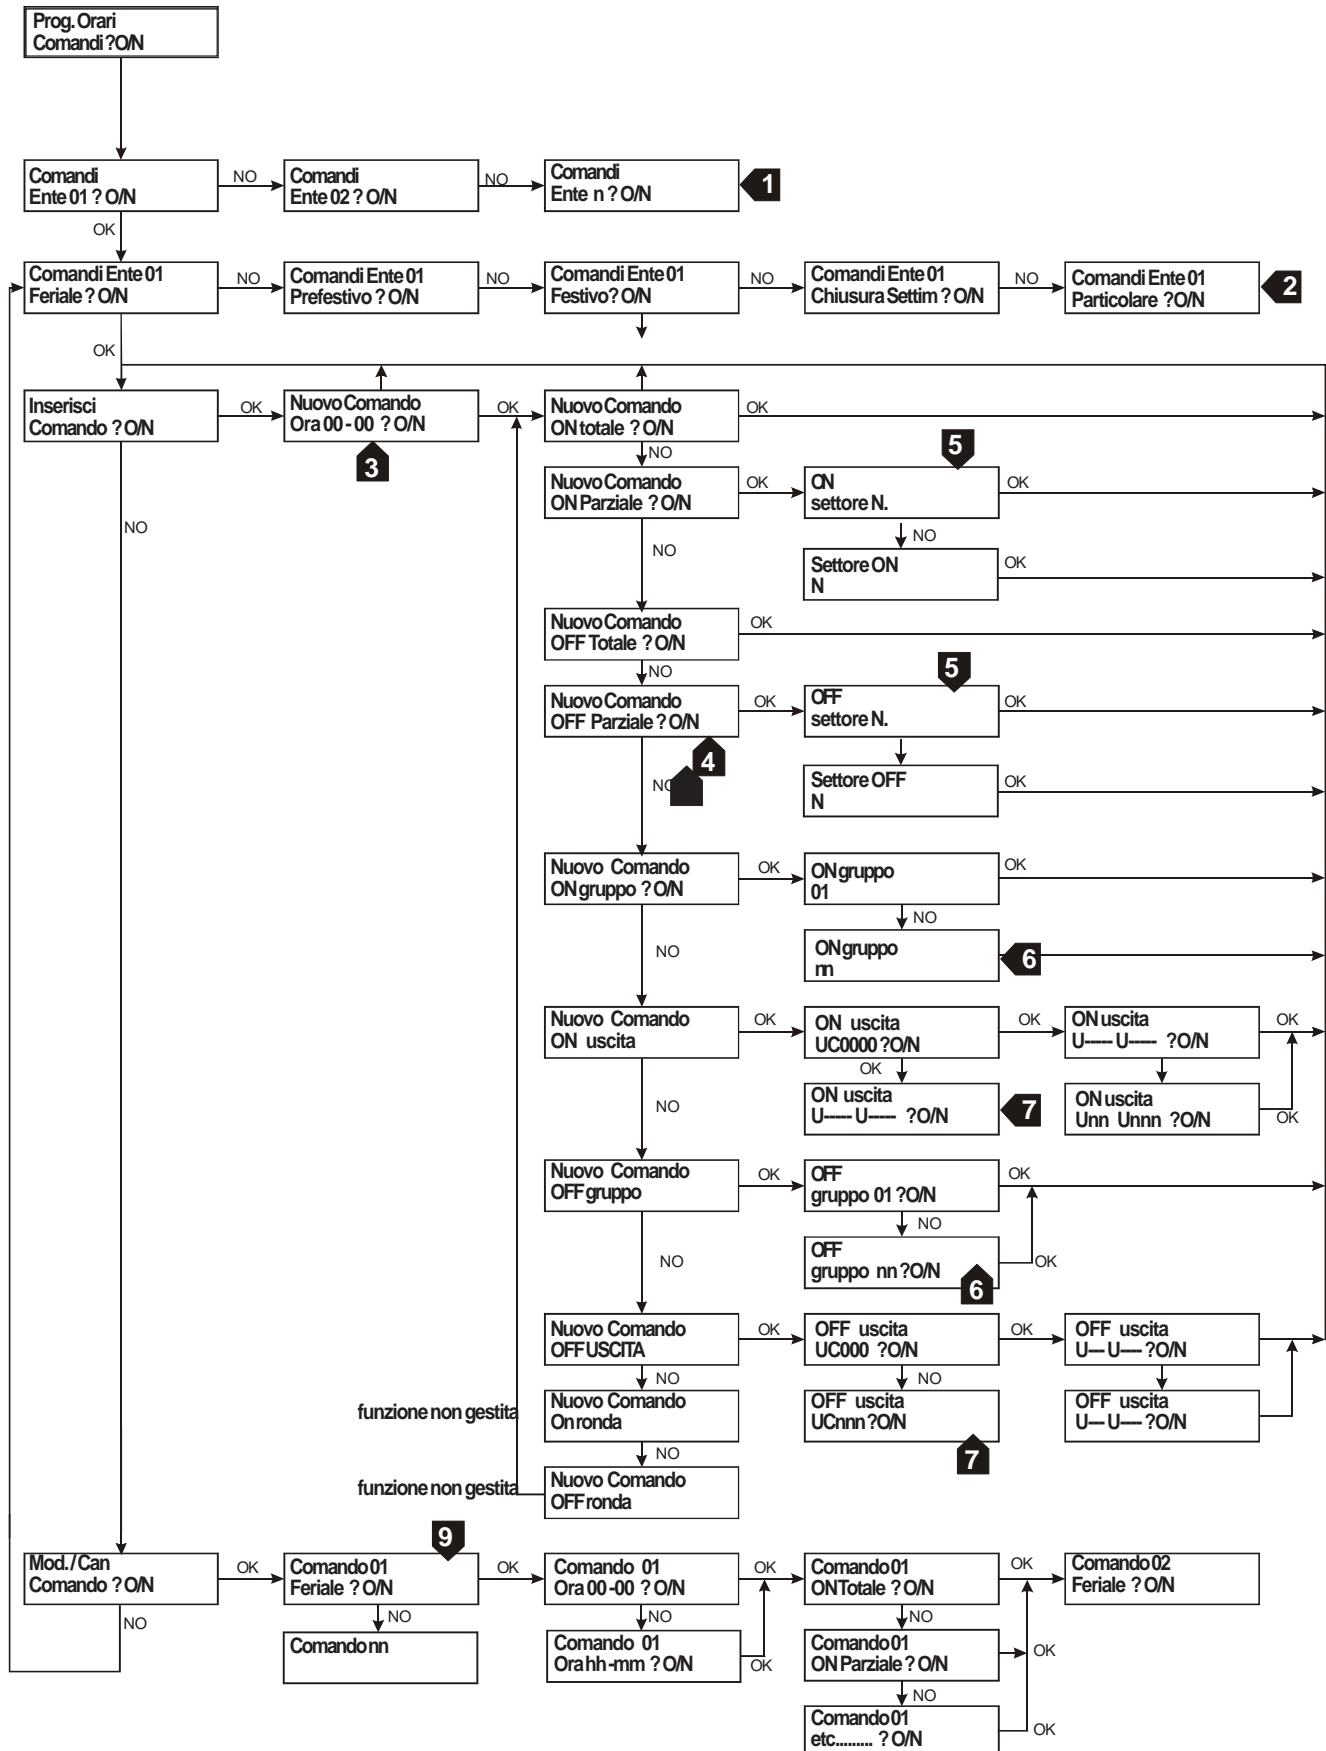 Prog. Orari
Comandi ?O/N
Comandi
Ente 01 ? O/N
NO
Comandi
Ente 02 ? O/N
NO
Comandi
Ente n ? O/N
1
OK
Comandi Ente 01
Feriale ? O/N
NO
Comandi Ente 01
Prefestivo ? O/N
NO
Comandi Ente 01
Festivo? O/N
NO
Comandi Ente 01
Chiusura Settim ? O/N
NO
Comandi Ente 01
Particolare ?O/N
2
OK
Inserisci
Comando ? O/N
OK
Nuovo Comando
Ora 00 - 00 ? O/N
3
OK
Nuovo Comando
ON totale ? O/N
OK
NO
Nuovo Comando
ON Parziale ? O/N
OK
5
ON
settore N.
OK
NO
Settore ON
N
OK
NO
NO
Nuovo Comando
OFF Totale ? O/N
OK
NO
Nuovo Comando
OFF Parziale ? O/N
4
OK
5
OFF
settore N.
OK
Settore OFF
N
OK
NO
Nuovo Comando
ON gruppo ? O/N
OK
ON gruppo
01
OK
NO
ON gruppo
nn
6
NO
Nuovo Comando
ON uscita
OK
ON uscita
UC0000 ?O/N
OK
ON uscita
U----- U----- ?O/N
OK
OK
ON uscita
U----- U----- ?O/N
7
ON uscita
Unn Unnn ?O/N
OK
NO
Nuovo Comando
OFF gruppo
OK
OFF
gruppo 01 ?O/N
OK
NO
OFF
gruppo nn ?O/N
6
OK
NO
Nuovo Comando
OFF USCITA
OK
OFF uscita
UC000 ?O/N
OK
OFF uscita
U--- U---- ?O/N
NO
OFF uscita
UCnnn ?O/N
7
OFF uscita
U--- U---- ?O/N
NO
funzione non gestita
Nuovo Comando
On ronda
NO
funzione non gestita
Nuovo Comando
OFF ronda
Mod. / Can
Comando ? O/N
OK
9
Comando 01
Feriale ? O/N
OK
Comando 01
Ora 00 -00 ? O/N
OK
Comando 01
ON Totale ? O/N
OK
Comando 02
Feriale ? O/N
NO
NO
Comando nn
NO
Comando 01
Ora hh -mm ? O/N
OK
NO
Comando 01
ON Parziale ? O/N
OK
NO
Comando 01
etc......... ? O/N
OK